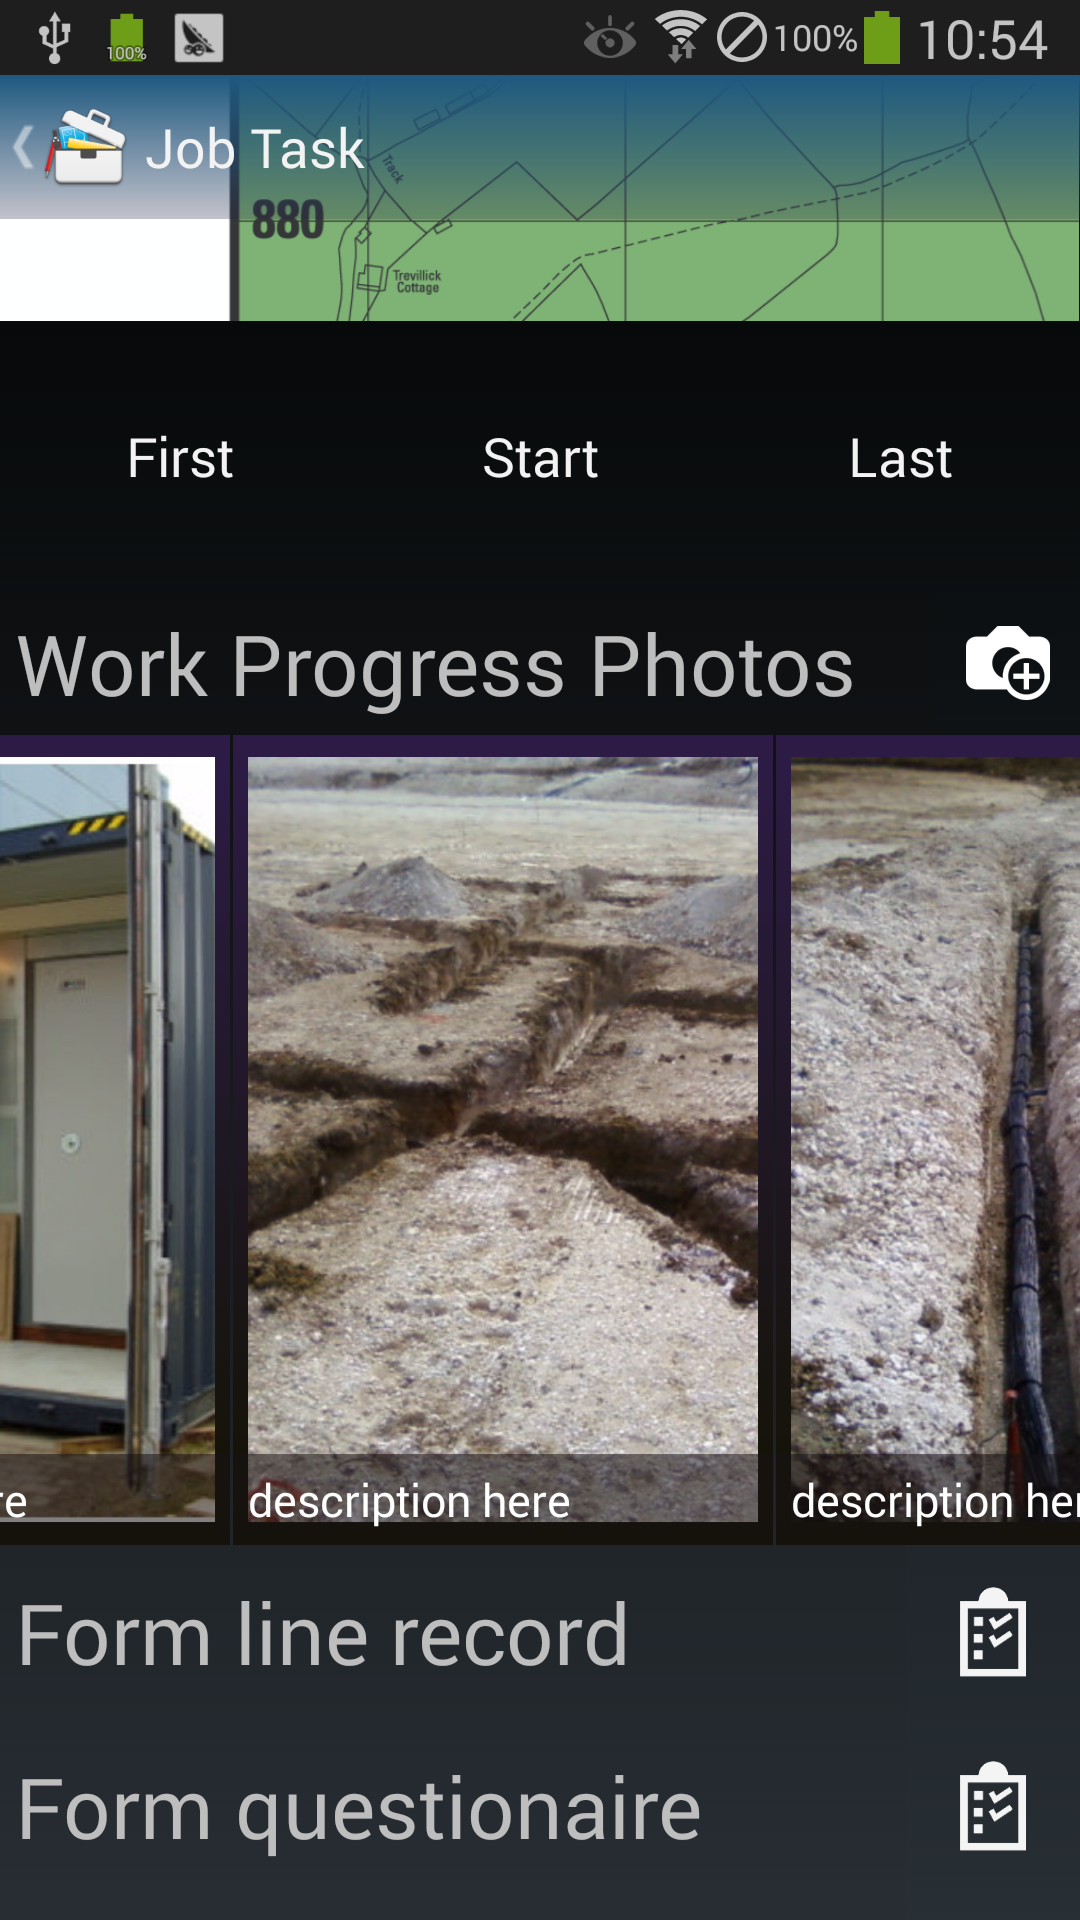 100%
100%
10:54
Job Task
Track
880
Trevillick
Cottage
First
Start
Last
Work Progress Photos
re
description here
description her
Form line record
Form questionaire